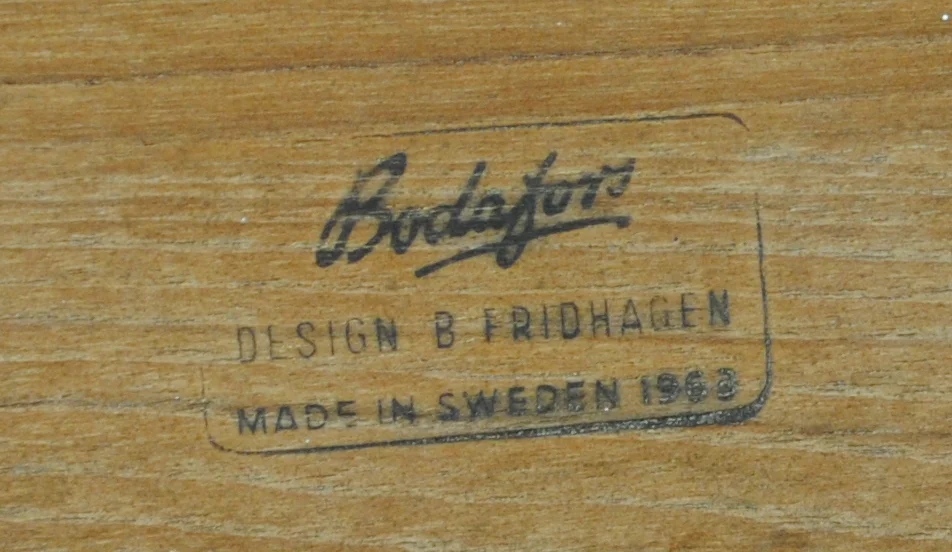 Bodafors
DESIGN B FRIDHAGEN
MADE IN SWEDEN 1963